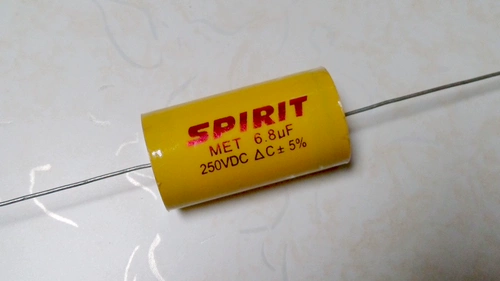 SPIRIT
MET 6.8uF
250VDC ΔC± 5%